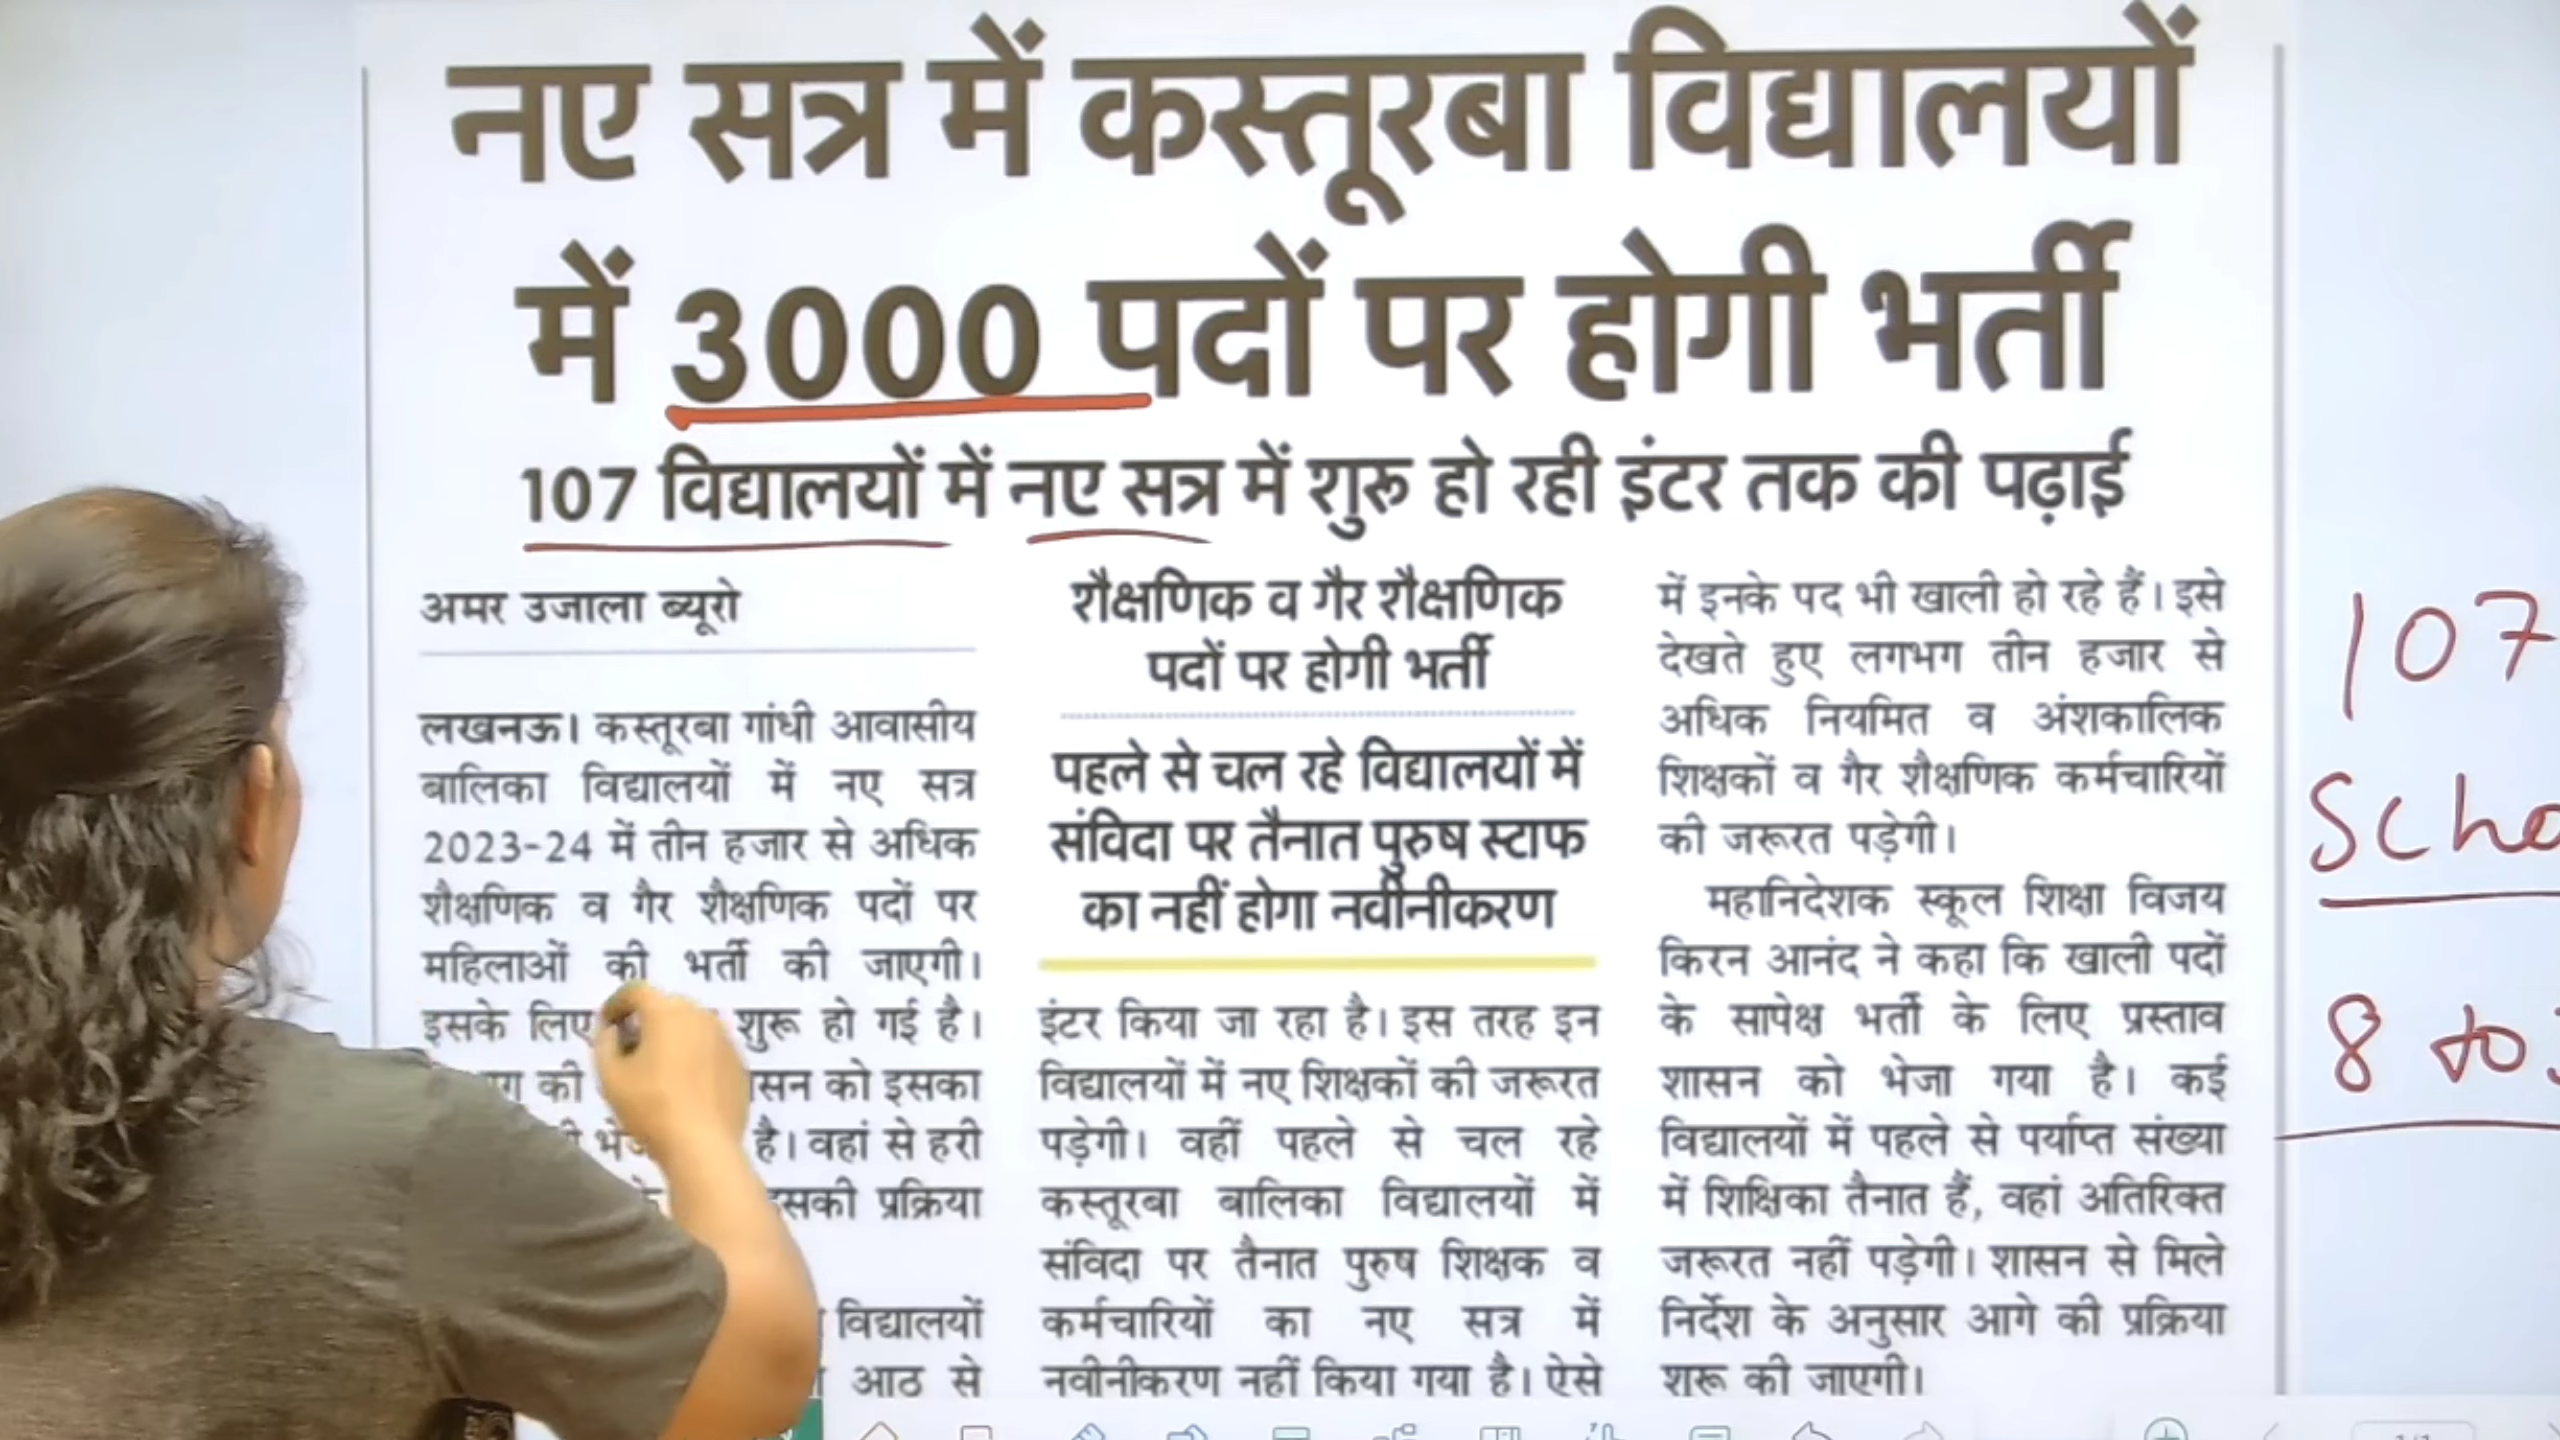 नए सत्र में कस्तूरबा विद्यालयों
में 3000 पदों पर होगी भर्ती
107 विद्यालयों में नए सत्र में शुरू हो रही इंटर तक की पढ़ाई
अमर उजाला ब्यूरो
लखनऊ। कस्तूरबा गांधी आवासीय
बालिका विद्यालयों में नए सत्र
2023-24 में तीन हजार से अधिक
शैक्षणिक व गैर शैक्षणिक पदों पर
महिलाओं की भर्ती की जाएगी।
इसके लिए शुरू हो गई है।
की को इसका
है। वहां से हरी
प्रक्रिया
विद्यालयों
आठ से
शैक्षणिक व गैर शैक्षणिक
पदों पर होगी भर्ती
पहले से चल रहे विद्यालयों में
संविदा पर तैनात पुरुष स्टाफ
का नहीं होगा नवीनीकरण
इंटर किया जा रहा है। इस तरह इन
विद्यालयों में नए शिक्षकों की जरूरत
पड़ेगी। वहीं पहले से चल रहे
कस्तूरबा बालिका विद्यालयों में
संविदा पर तैनात पुरुष शिक्षक व
कर्मचारियों का नए सत्र में
नवीनीकरण नहीं किया गया है। ऐसे
में इनके पद भी खाली हो रहे हैं। इसे
देखते हुए लगभग तीन हजार से
अधिक नियमित व अंशकालिक
शिक्षकों व गैर शैक्षणिक कर्मचारियों
की जरूरत पड़ेगी।
महानिदेशक स्कूल शिक्षा विजय
किरन आनंद ने कहा कि खाली पदों
के सापेक्ष भर्ती के लिए प्रस्ताव
शासन को भेजा गया है। कई
विद्यालयों में पहले से पर्याप्त संख्या
में शिक्षिका तैनात हैं, वहां अतिरिक्त
जरूरत नहीं पड़ेगी। शासन से मिले
निर्देश के अनुसार आगे की प्रक्रिया
शुरू की जाएगी।
107
8 to